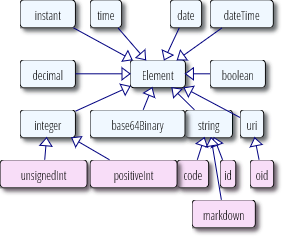 instant time date dateTime
decimal Element boolean
integer base64Binary string uri
unsignedInt positiveInt code id oid
markdown